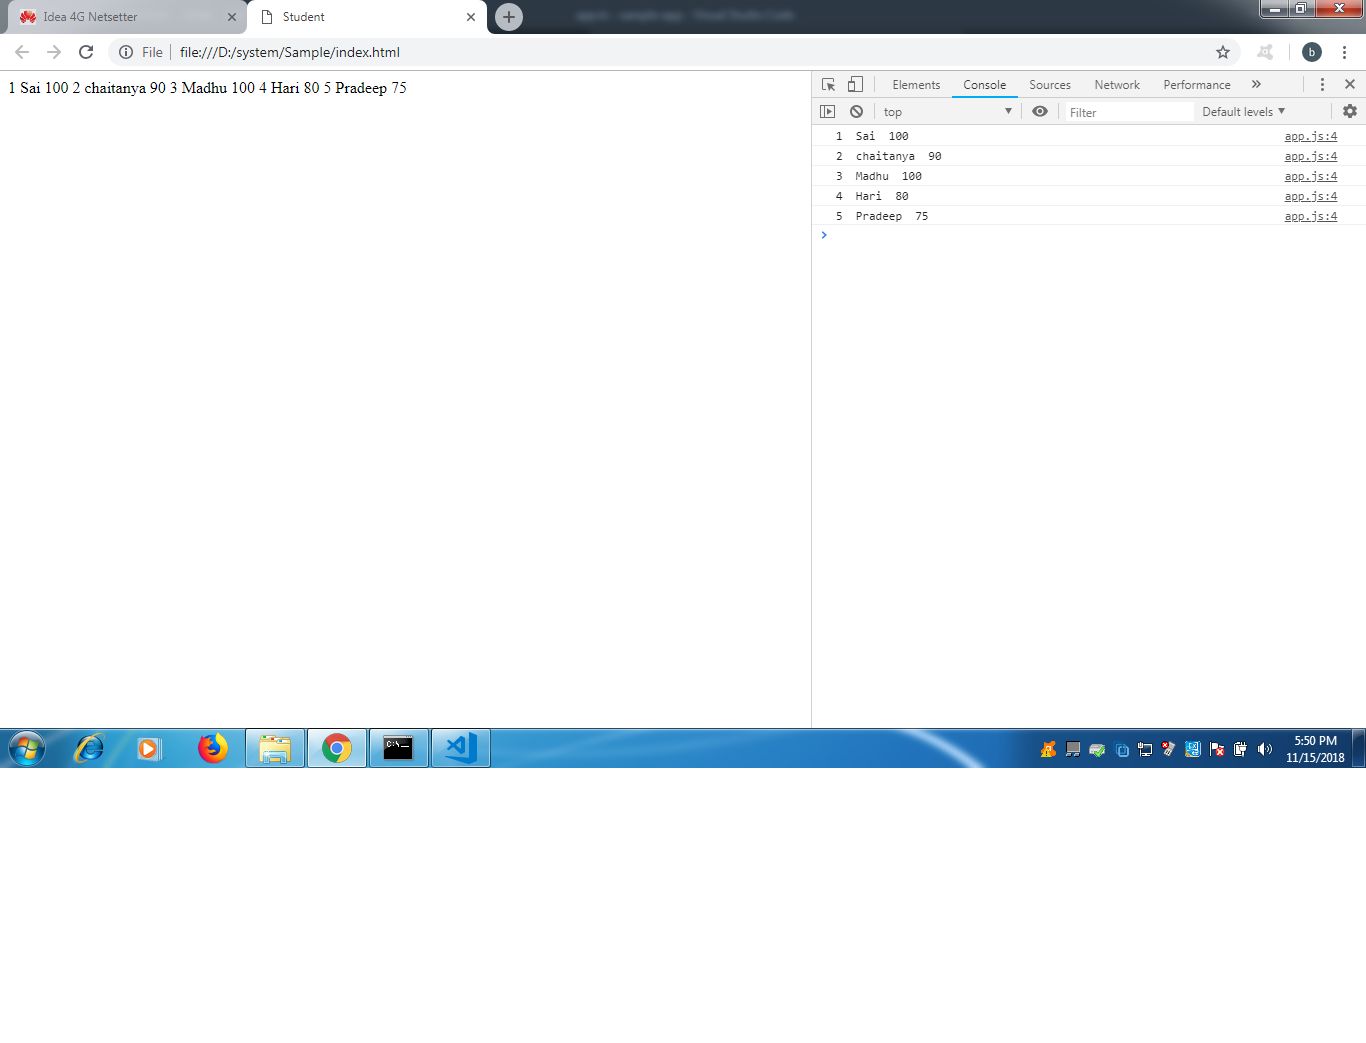 Idea 4G Netsetter
Student
File file:///D:/system/Sample/index.html
b
1 Sai 100 2 chaitanya 90 3 Madhu 100 4 Hari 80 5 Pradeep 75
Elements Console Sources Network Performance »
top Filter Default levels
1 Sai 100 app.js:4
2 chaitanya 90 app.js:4
3 Madhu 100 app.js:4
4 Hari 80 app.js:4
5 Pradeep 75 app.js:4
>
C:\
5:50 PM
11/15/2018